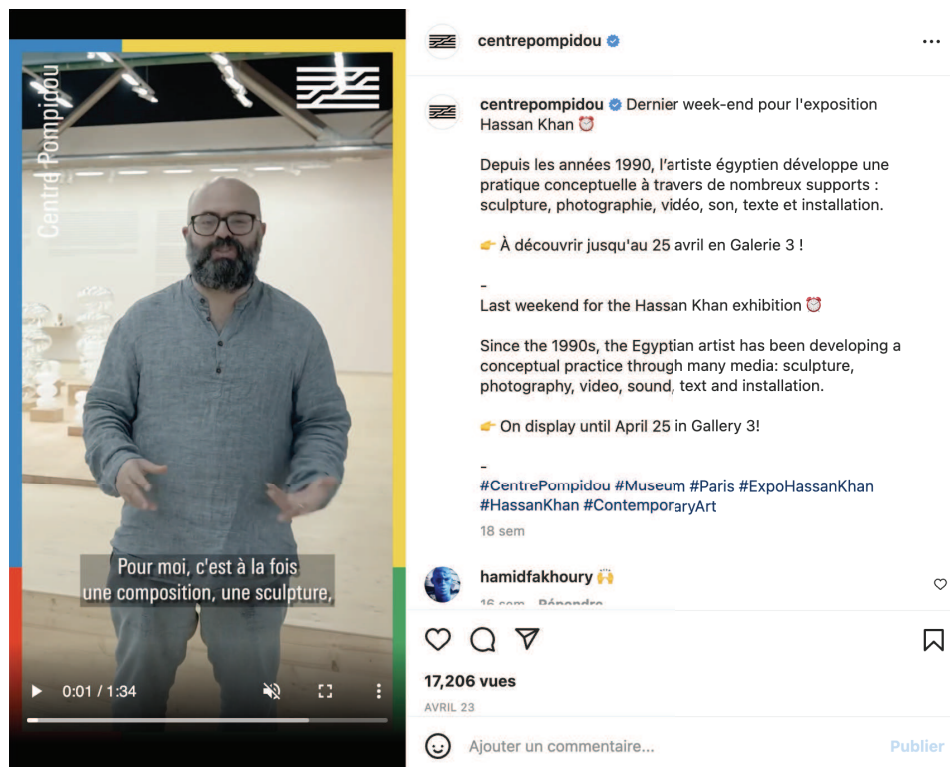 Centre Pompidou
Pour moi, c'est à la fois
une composition, une sculpture,
0:01 / 1:34
centrepompidou
centrepompidou Dernier week-end pour l'exposition
Hassan Khan ⏰
Depuis les années 1990, l'artiste égyptien développe une
pratique conceptuelle à travers de nombreux supports :
sculpture, photographie, vidéo, son, texte et installation.
👉 À découvrir jusqu'au 25 avril en Galerie 3 !
-
Last weekend for the Hassan Khan exhibition ⏰
Since the 1990s, the Egyptian artist has been developing a
conceptual practice through many media: sculpture,
photography, video, sound, text and installation.
👉 On display until April 25 in Gallery 3!
-
#CentrePompidou #Museum #Paris #ExpoHassanKhan
#HassanKhan #ContemporaryArt
18 sem
hamidfakhoury 🙌
16 sem Répondre
17,206 vues
AVRIL 23
Ajouter un commentaire...
Publier